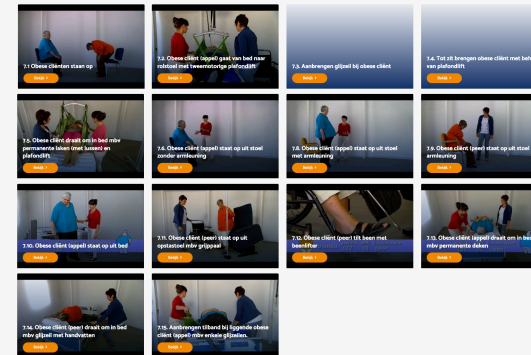 7.1 Obese cliënten staan op
Bekijk >
7.2. Obese cliënt (appel) gaat van bed naar
rolstoel met tweemotorige plafondlift
Bekijk >
7.3. Aanbrengen glijzeil bij obese cliënt
Bekijk >
7.4. Tot zit brengen obese cliënt met beh
van plafondlift
Bekijk >
7.5. Obese cliënt draait om in bed mbv
permanente laken (met lussen) en
plafondlift
Bekijk >
7.6. Obese cliënt (appel) staat op uit stoel
zonder armleuning
Bekijk >
7.8. Obese cliënt (appel) staat op uit stoel
met armleuning
Bekijk >
7.9. Obese cliënt (peer) staat op uit stoel
armleuning
Bekijk >
7.10. Obese cliënt (appel) staat op uit bed
Bekijk >
7.11. Obese cliënt (peer) staat op uit
opstastoel mbv grijppaal
Bekijk >
7.12. Obese cliënt (peer) tilt been met
beenlifter
Bekijk >
7.13. Obese cliënt (appel) draait om in bed
mbv permanente deken
Bekijk >
7.14. Obese cliënt (peer) draait om in bed
mbv glijzeil met handvatten
Bekijk >
7.15. Aanbrengen tilband bij liggende obese
cliënt (appel) mbv enkele glijzeilen.
Bekijk >